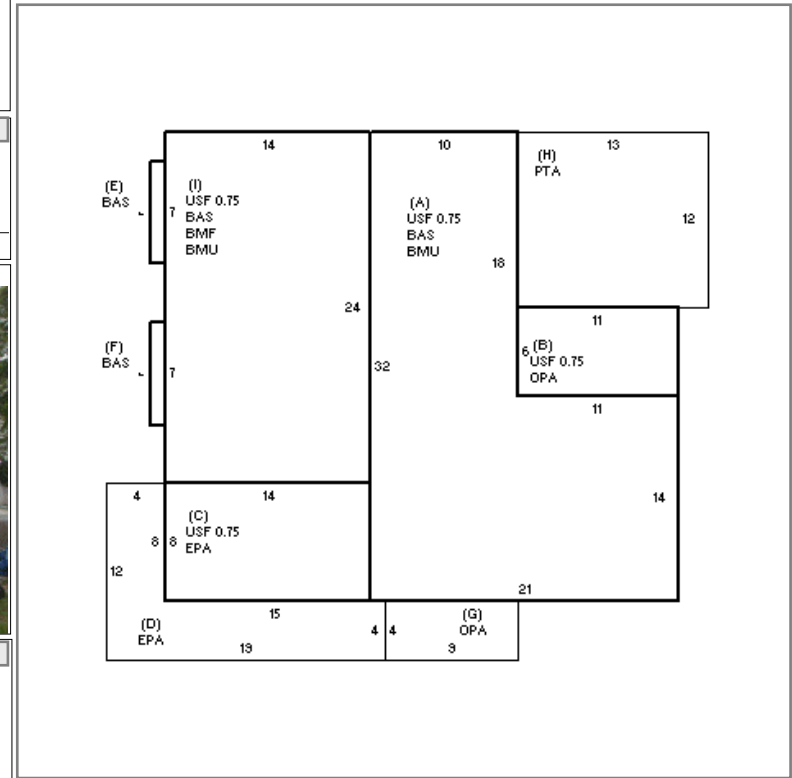 14
10
13
(H)
PTA
(E)
BAS
7
(I)
USF 0.75
BAS
BMF
BMU
(A)
USF 0.75
BAS
BMU
12
18
24
11
(F)
BAS
7
32
6
(B)
USF 0.75
OPA
11
4
14
14
(C)
USF 0.75
EPA
8
8
12
21
15
(D)
EPA
4
4
(G)
OPA
19
9